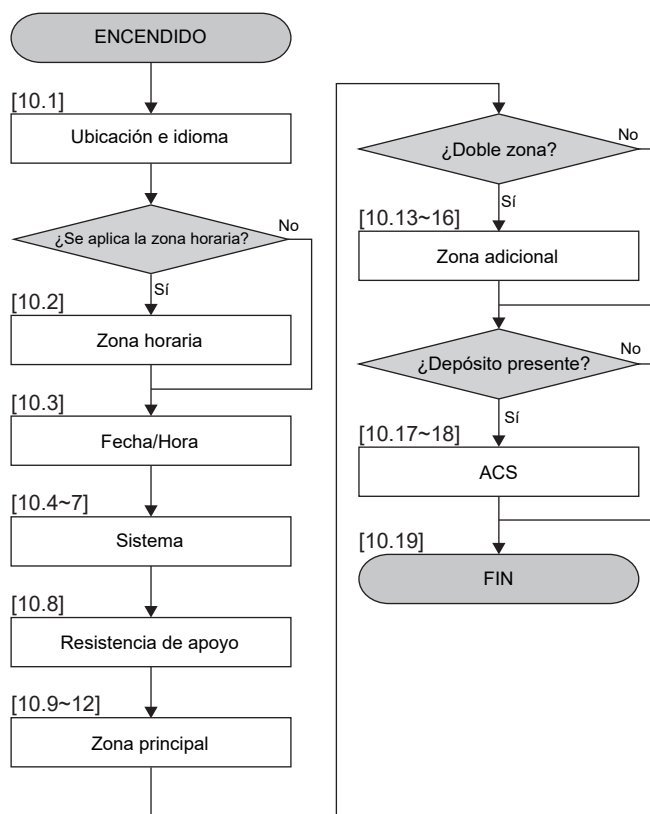 ENCENDIDO
[10.1]
Ubicación e idioma
¿Se aplica la zona horaria?
No
Sí
[10.2]
Zona horaria
[10.3]
Fecha/Hora
[10.4~7]
Sistema
[10.8]
Resistencia de apoyo
[10.9~12]
Zona principal
¿Doble zona?
No
Sí
[10.13~16]
Zona adicional
¿Depósito presente?
No
Sí
[10.17~18]
ACS
[10.19]
FIN